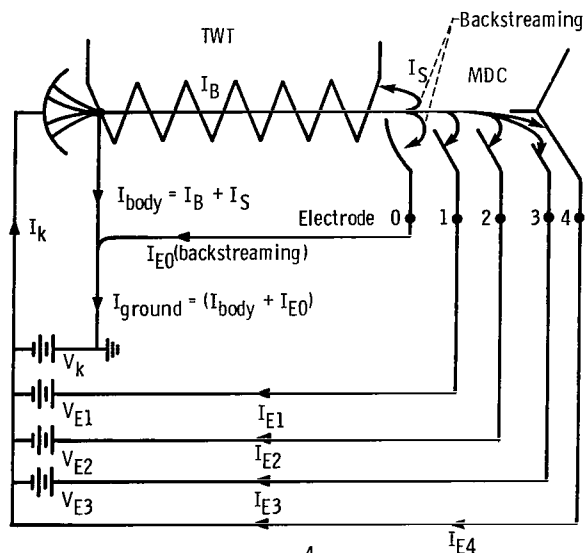 TWT
Backstreaming
I_B
I_S
MDC
I_body = I_B + I_S
Electrode 0 1 2 3 4
I_k
I_E0 (backstreaming)
I_ground = (I_body + I_E0)
V_k
V_E1
I_E1
V_E2
I_E2
V_E3
I_E3
I_E4